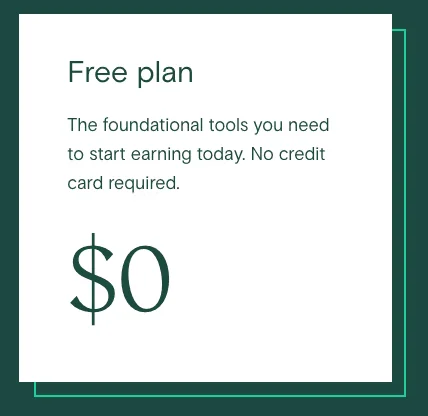 Free plan
The foundational tools you need
to start earning today. No credit
card required.
$0